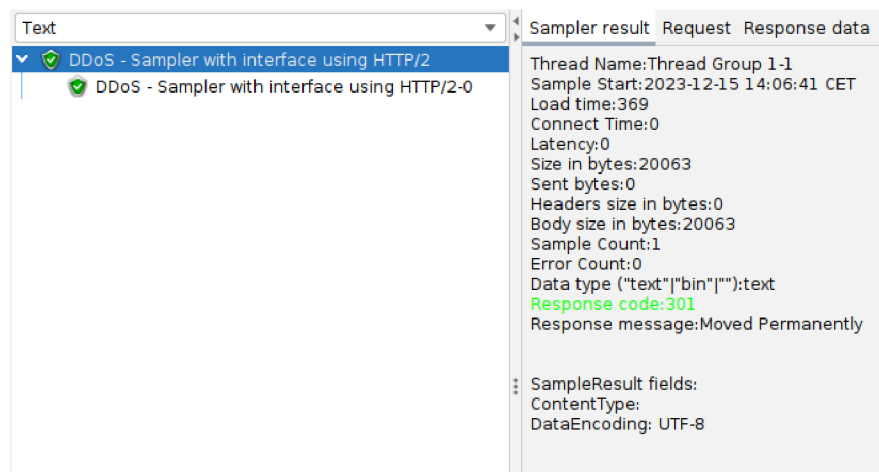 Text
DDoS - Sampler with interface using HTTP/2
DDoS - Sampler with interface using HTTP/2-0
Sampler result Request Response data
Thread Name:Thread Group 1-1
Sample Start:2023-12-15 14:06:41 CET
Load time:369
Connect Time:0
Latency:0
Size in bytes:20063
Sent bytes:0
Headers size in bytes:0
Body size in bytes:20063
Sample Count:1
Error Count:0
Data type ("text"|"bin"|""):text
Response code:301
Response message:Moved Permanently
SampleResult fields:
ContentType:
DataEncoding: UTF-8